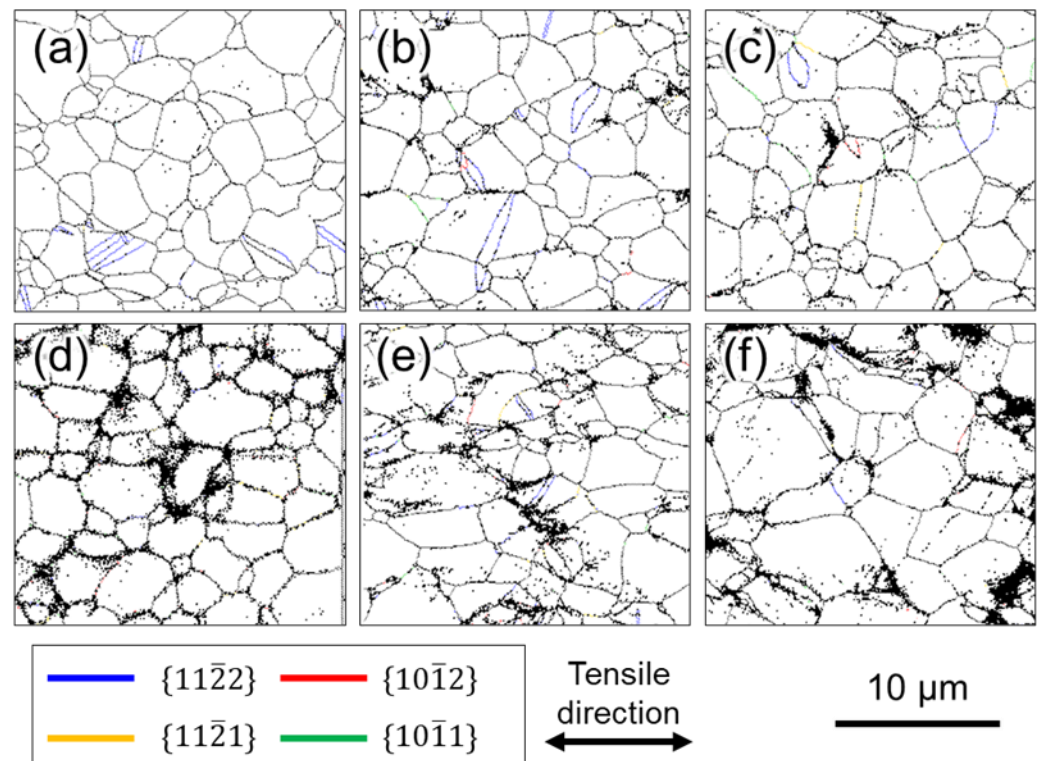 (a) (b) (c)
(d) (e) (f)
{112̅2} {101̅2}
{112̅1} {101̅1}
Tensile
direction
10 μm